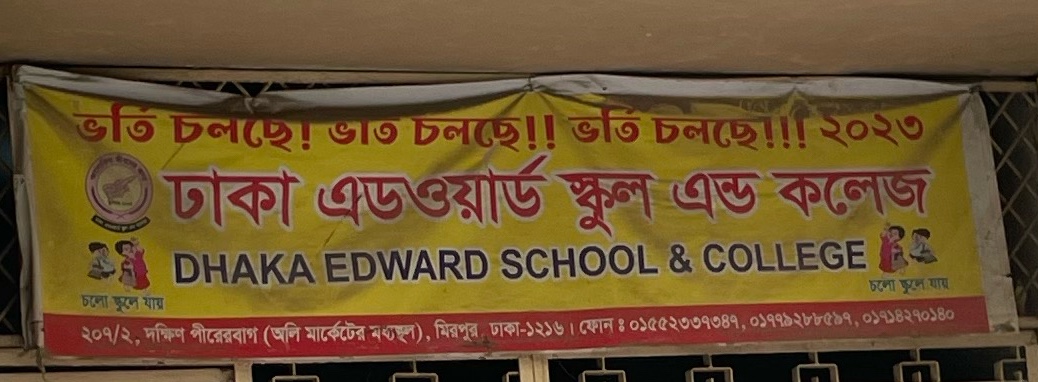 ভর্তি চলছে! ভর্তি চলছে!! ভর্তি চলছে!!! ২০২৩
ঢাকা এডওয়ার্ড স্কুল এন্ড কলেজ
DHAKA EDWARD SCHOOL & COLLEGE
চলো স্কুলে যায়
চলো স্কুলে যায়
২০৭/২, দক্ষিণ পীরেরবাগ (অলি মার্কেটের মধ্যস্থল), মিরপুর, ঢাকা-১২১৬। ফোন : ০১৫৫২৩৩৭৩৪৭, ০১৭৭৯২৮৮৫৯৭, ০১৭১৪২৭০১৪০